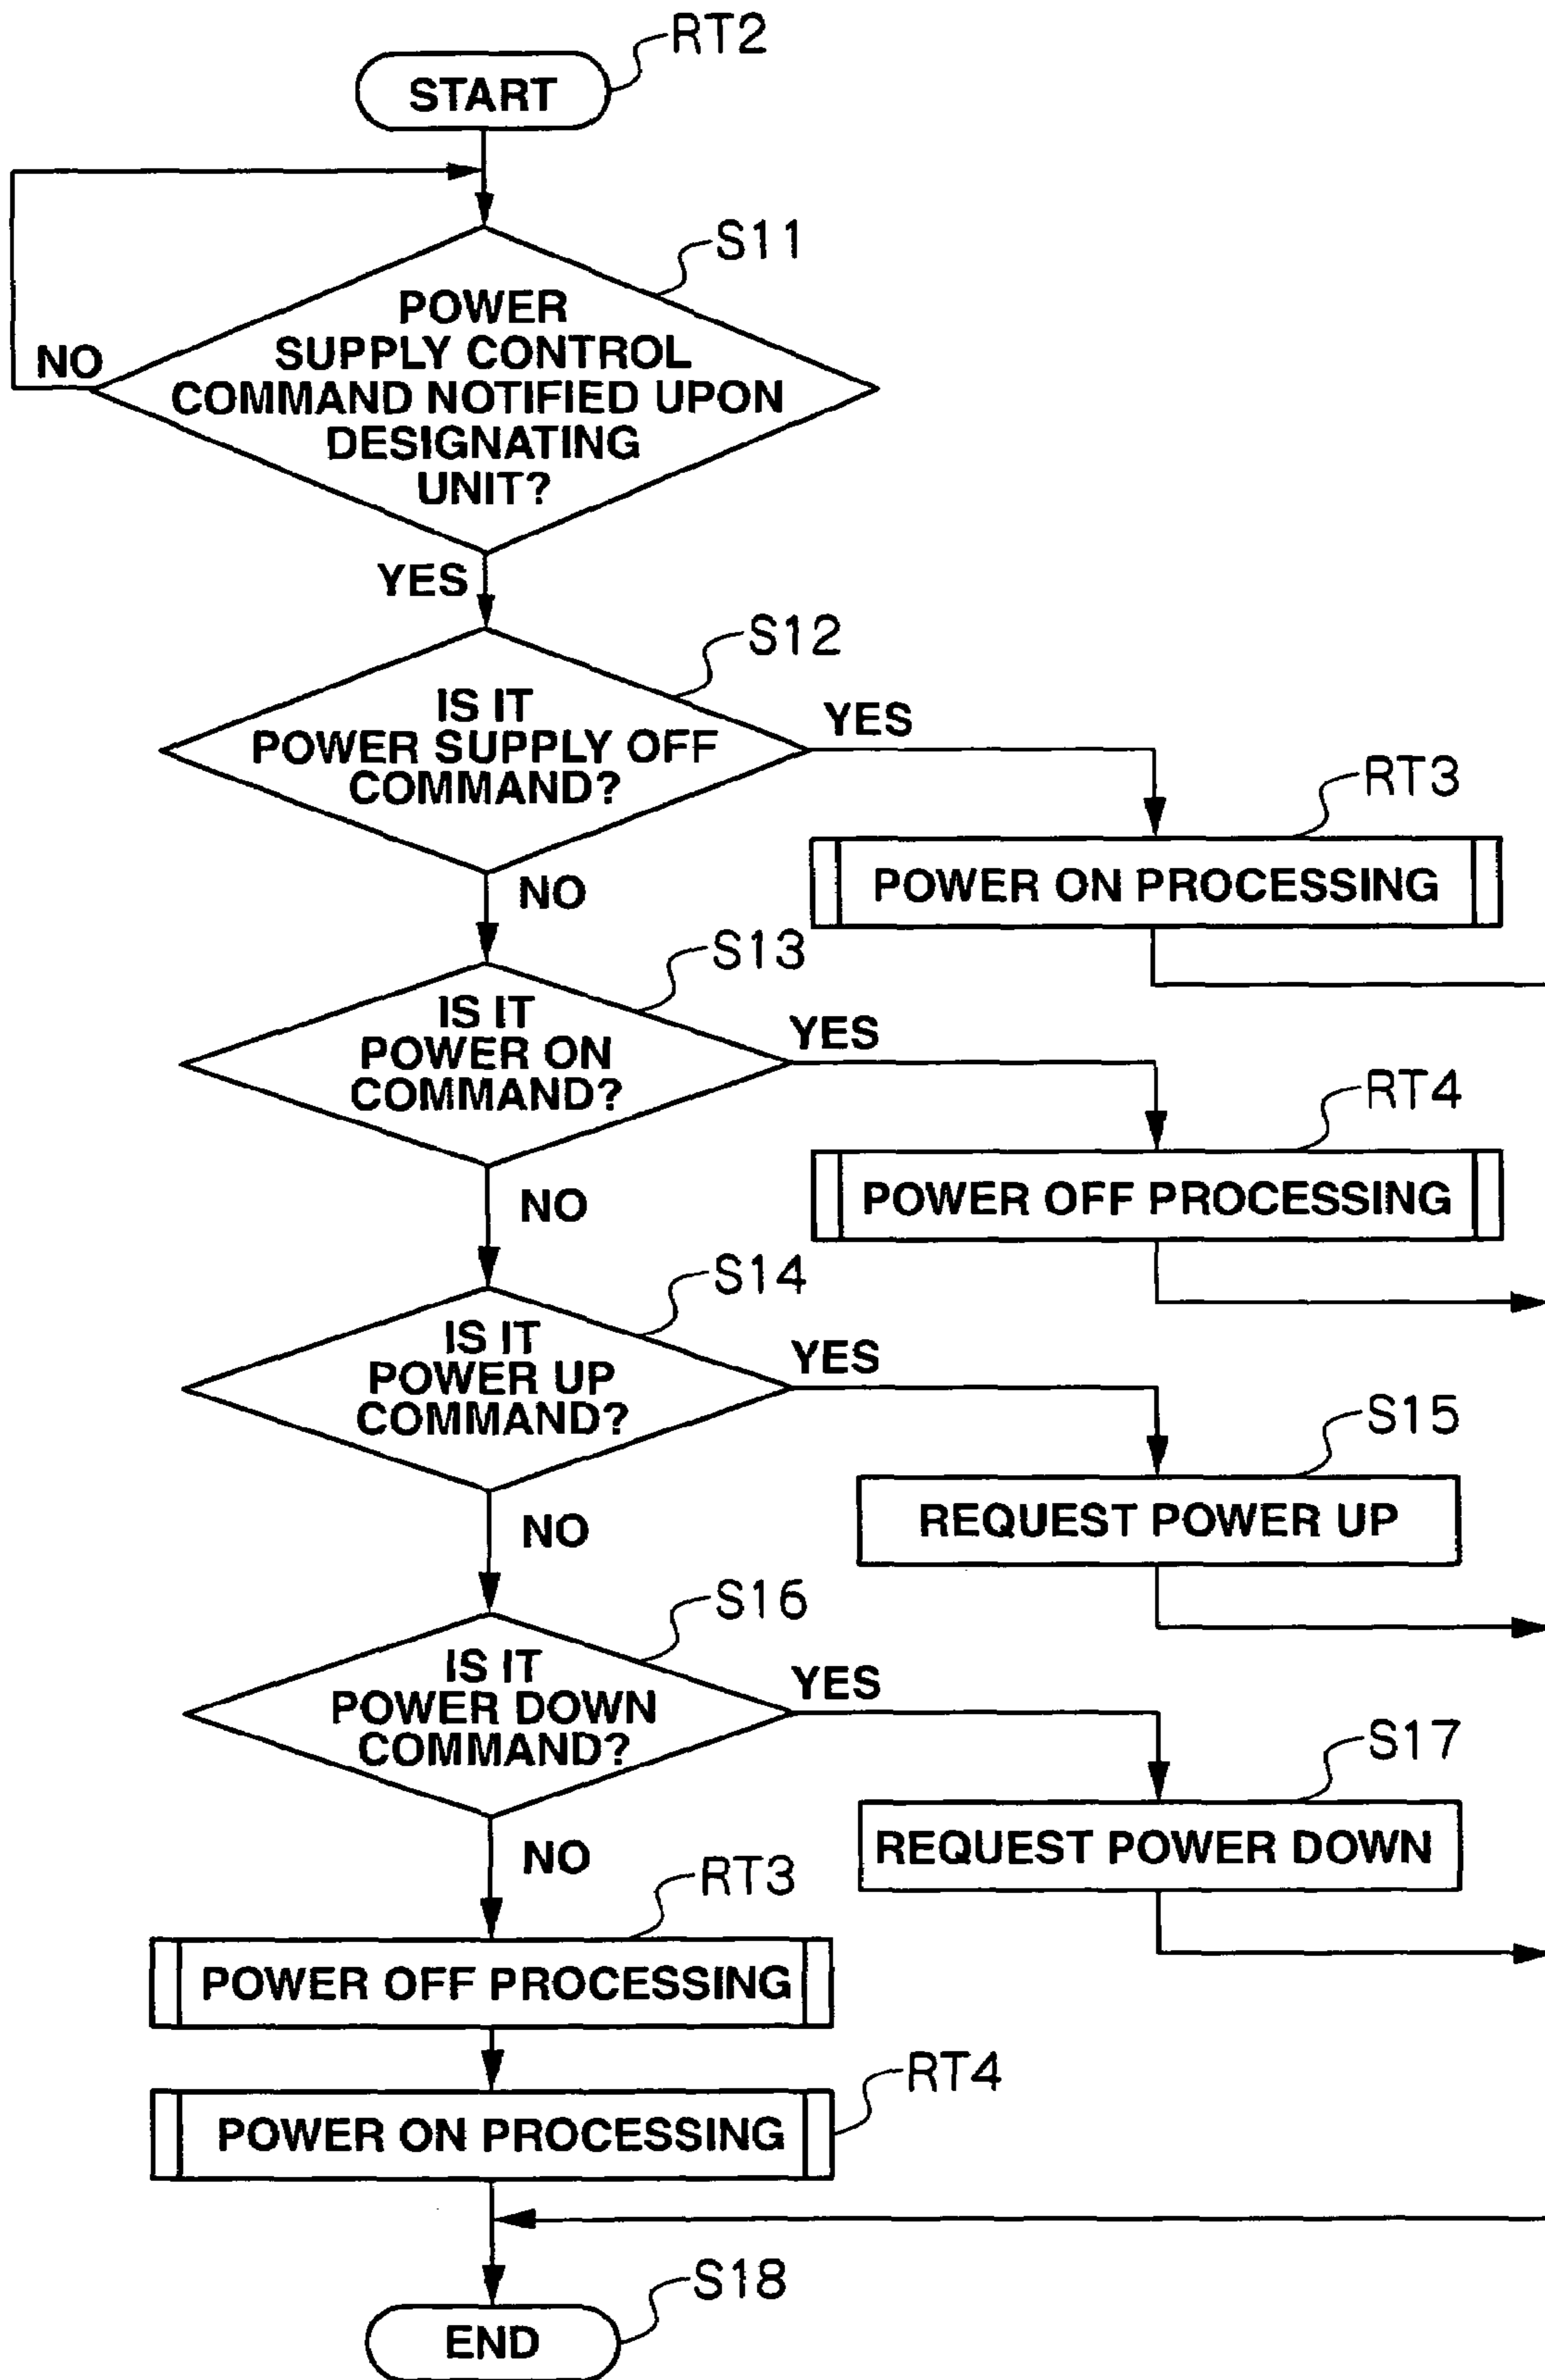 RT2
START
S11
POWER
SUPPLY CONTROL
COMMAND NOTIFIED UPON
DESIGNATING
UNIT?
NO
YES
S12
IS IT
POWER SUPPLY OFF
COMMAND?
YES
RT3
POWER ON PROCESSING
NO
S13
IS IT
POWER ON
COMMAND?
YES
RT4
POWER OFF PROCESSING
NO
S14
IS IT
POWER UP
COMMAND?
YES
S15
REQUEST POWER UP
NO
S16
IS IT
POWER DOWN
COMMAND?
YES
S17
REQUEST POWER DOWN
NO
RT3
POWER OFF PROCESSING
RT4
POWER ON PROCESSING
S18
END